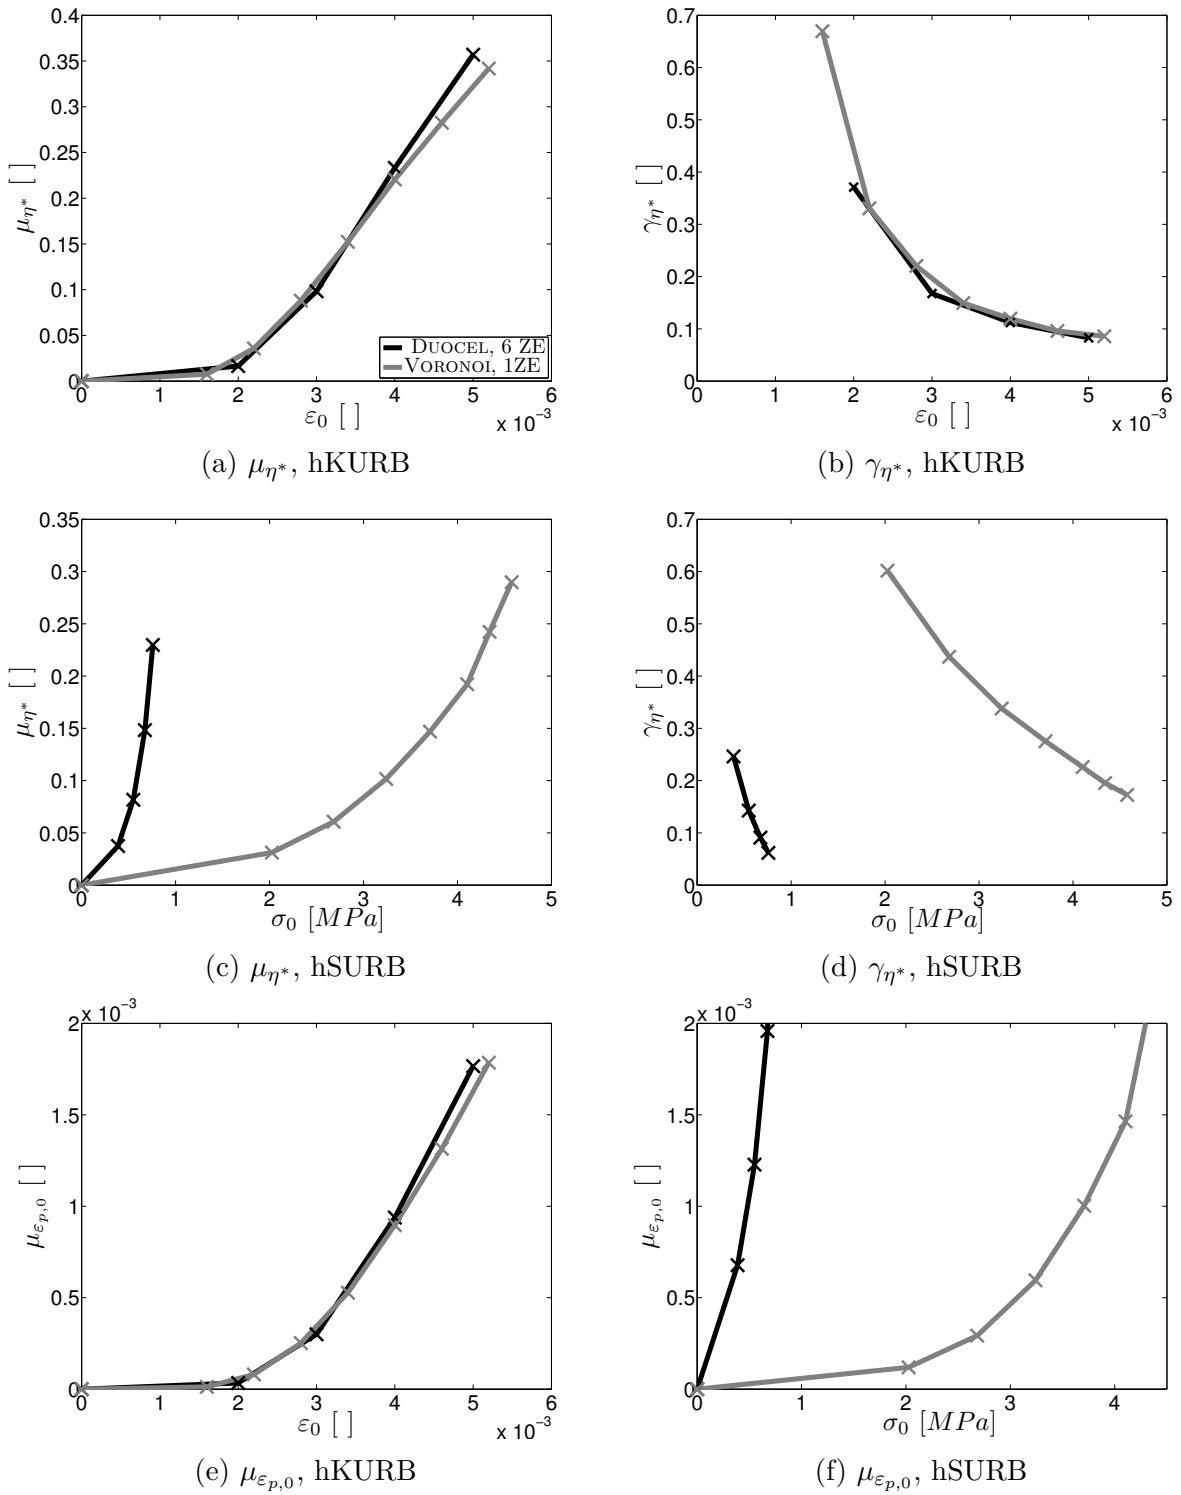 0.4
0.35
0.3
0.25
0.2
0.15
0.1
0.05
0
μη* [ ]
DUOCEL, 6 ZE
VORONOI, 1ZE
0 1 2 3 4 5 6
ε0 [ ]
x 10⁻³
(a) μη*, hKURB
0.7
0.6
0.5
0.4
0.3
0.2
0.1
0
γη* [ ]
0 1 2 3 4 5 6
ε0 [ ]
x 10⁻³
(b) γη*, hKURB
0.35
0.3
0.25
0.2
0.15
0.1
0.05
0
μη* [ ]
0 1 2 3 4 5
σ0 [MPa]
(c) μη*, hSURB
0.7
0.6
0.5
0.4
0.3
0.2
0.1
0
γη* [ ]
0 1 2 3 4 5
σ0 [MPa]
(d) γη*, hSURB
x 10⁻³
2
1.5
1
0.5
0
με_p,0 [ ]
0 1 2 3 4 5 6
ε0 [ ]
x 10⁻³
(e) με_p,0, hKURB
x 10⁻³
2
1.5
1
0.5
0
με_p,0 [ ]
0 1 2 3 4
σ0 [MPa]
(f) με_p,0, hSURB